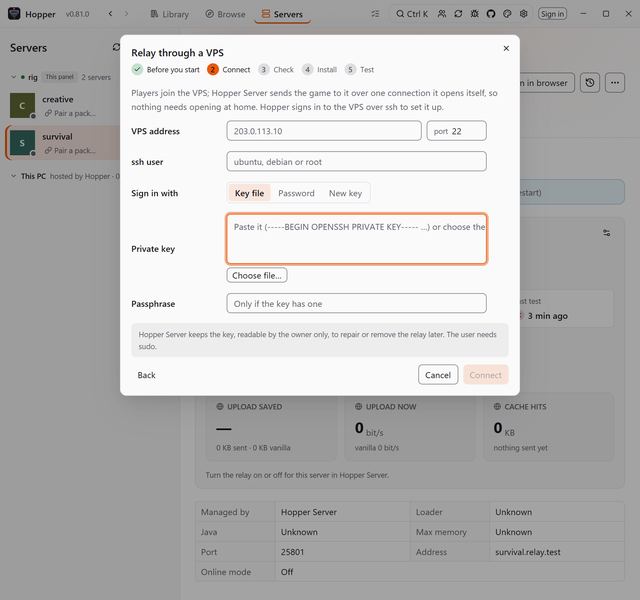 Hopper v0.81.0
Library
Browse
Servers
Ctrl K
Sign in
Servers
rig This panel 2 servers
creative
Pair a pack...
survival
Pair a pack...
This PC hosted by Hopper · 0
Relay through a VPS
Before you start
2 Connect
3 Check
4 Install
5 Test
Players join the VPS; Hopper Server sends the game to it over one connection it opens itself, so
nothing needs opening at home. Hopper signs in to the VPS over ssh to set it up.
VPS address
203.0.113.10
port 22
ssh user
ubuntu, debian or root
Sign in with
Key file
Password
New key
Private key
Paste it (-----BEGIN OPENSSH PRIVATE KEY----- ...) or choose the
Choose file...
Passphrase
Only if the key has one
Hopper Server keeps the key, readable by the owner only, to repair or remove the relay later. The user needs
sudo.
Back
Cancel
Connect
n in browser
estart)
st test
3 min ago
UPLOAD SAVED
—
0 KB sent · 0 KB vanilla
UPLOAD NOW
0 bit/s
vanilla 0 bit/s
CACHE HITS
0 KB
nothing sent yet
Turn the relay on or off for this server in Hopper Server.
Managed by Hopper Server Loader Unknown
Java Unknown Max memory Unknown
Port 25801 Address survival.relay.test
Online mode Off